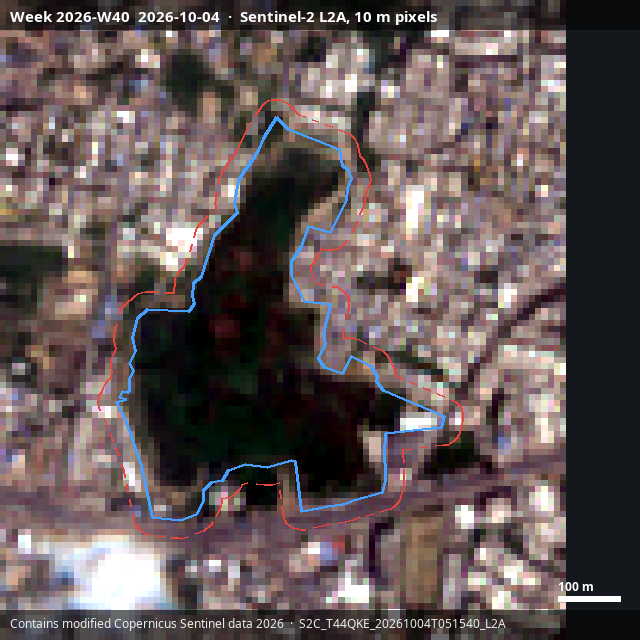 Week 2026-W40  2026-10-04  ·  Sentinel-2 L2A, 10 m pixels
100 m
Contains modified Copernicus Sentinel data 2026  ·  S2C_T44QKE_20261004T051540_L2A